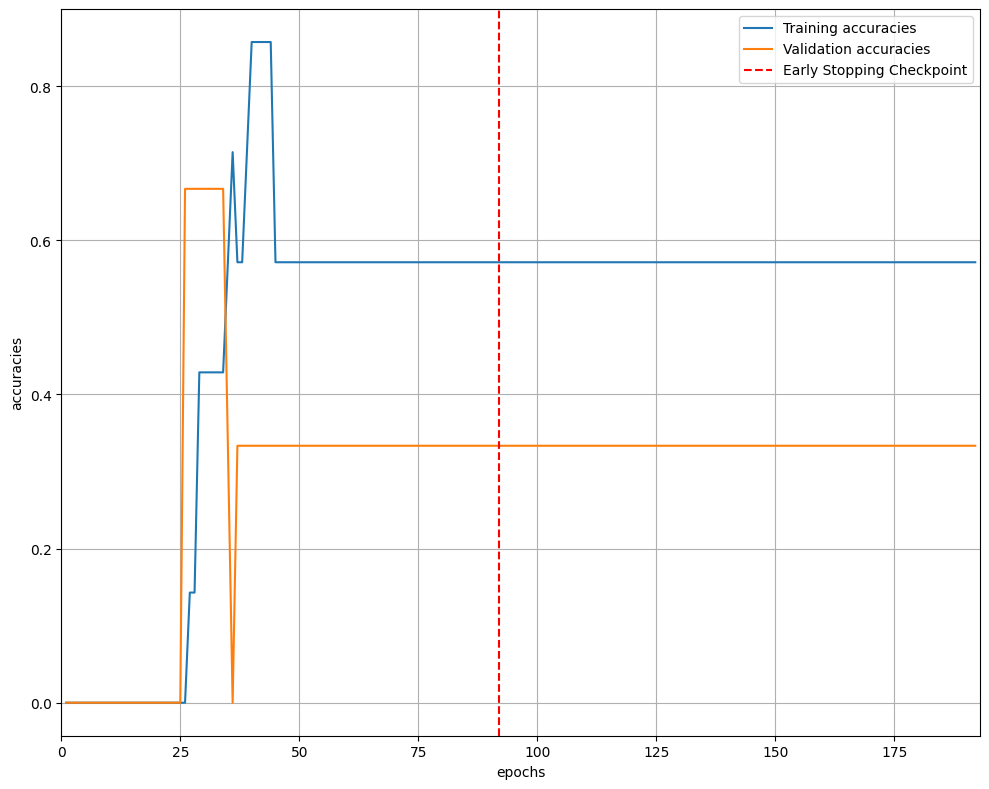 Training accuracies
Validation accuracies
Early Stopping Checkpoint
accuracies
0.8
0.6
0.4
0.2
0.0
0 25 50 75 100 125 150 175
epochs